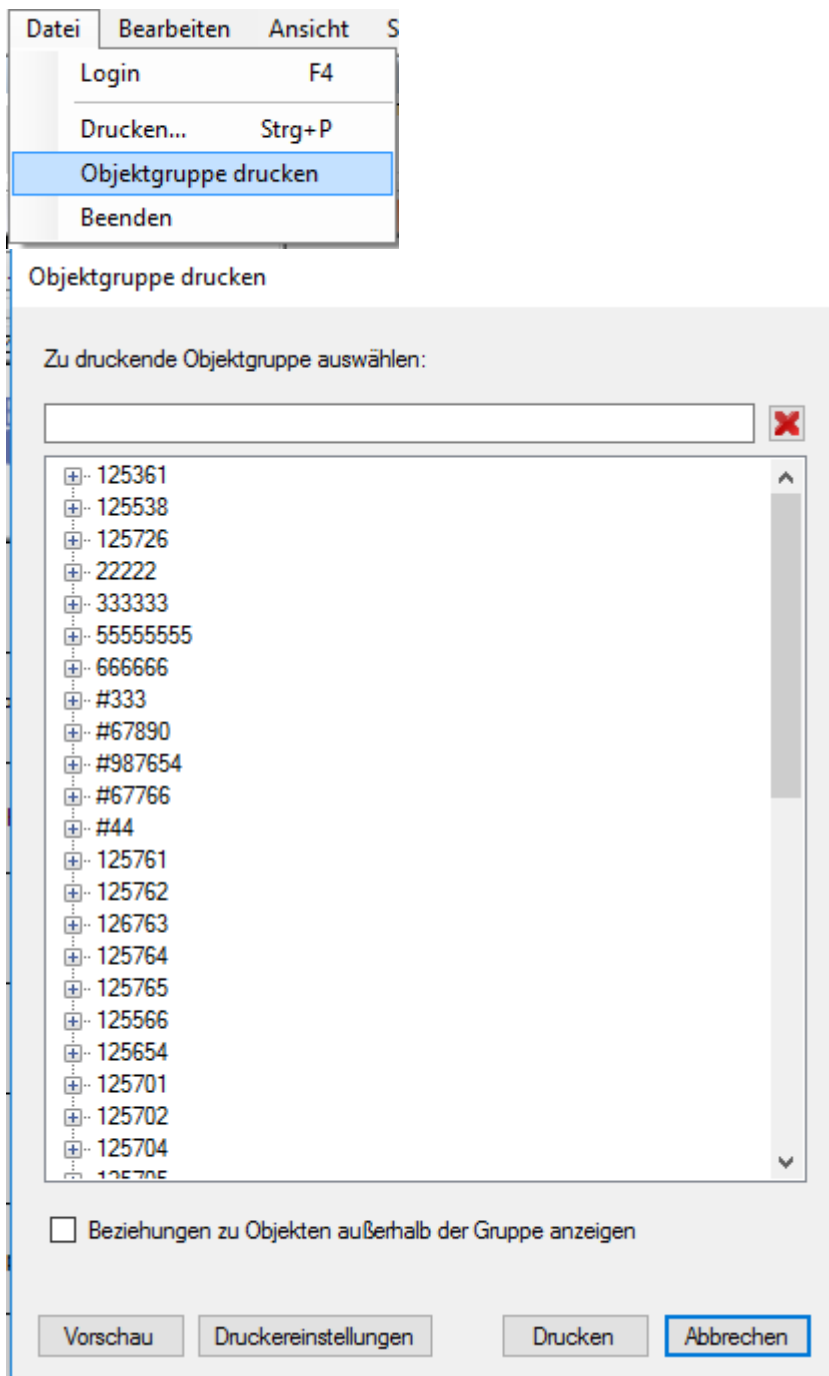 Datei Bearbeiten Ansicht S
Login F4
Drucken... Strg+P
Objektgruppe drucken
Beenden
Objektgruppe drucken
Zu druckende Objektgruppe auswählen:
125361
125538
125726
22222
333333
55555555
666666
#333
#67890
#987654
#67766
#44
125761
125762
126763
125764
125765
125566
125654
125701
125702
125704
125705
Beziehungen zu Objekten außerhalb der Gruppe anzeigen
Vorschau Druckereinstellungen Drucken Abbrechen